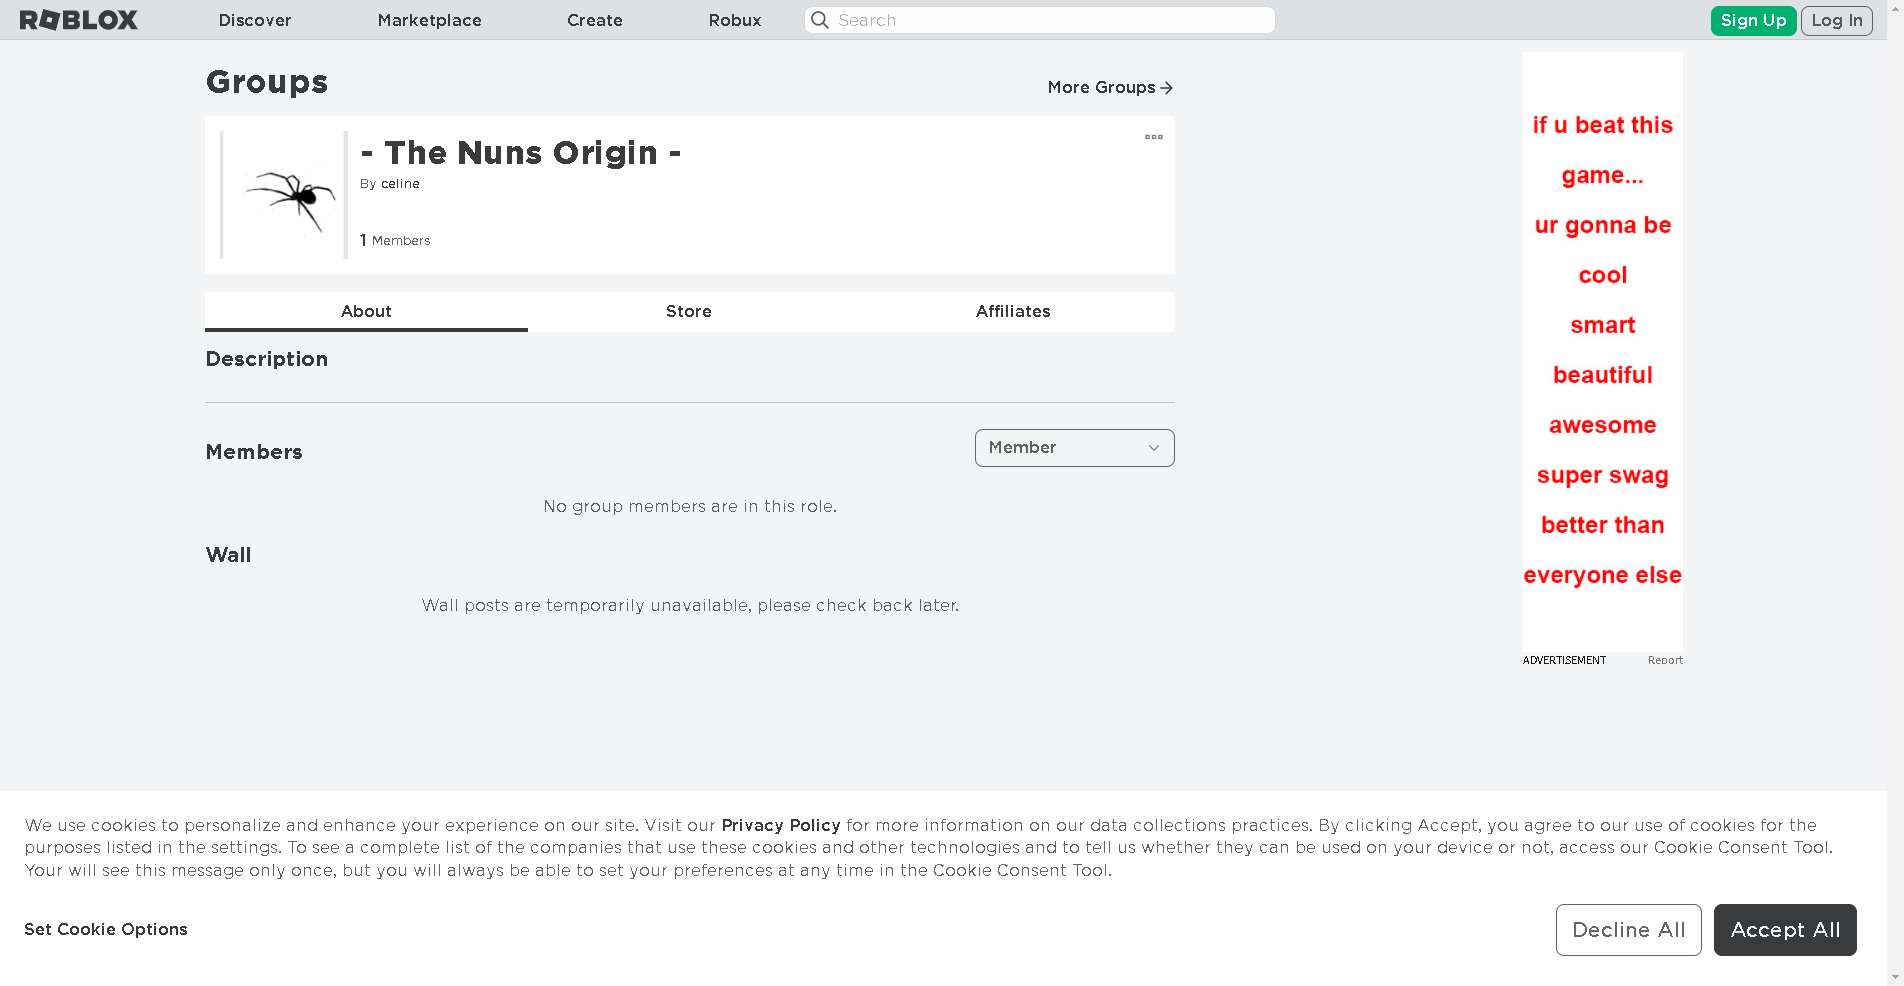 ROBLOX
Discover
Marketplace
Create
Robux
Search
Sign Up
Log In
Groups
More Groups
- The Nuns Origin -
By celine
1 Members
About
Store
Affiliates
Description
Members
Member
No group members are in this role.
Wall
Wall posts are temporarily unavailable, please check back later.
if u beat this
game...
ur gonna be
cool
smart
beautiful
awesome
super swag
better than
everyone else
ADVERTISEMENT
Report
We use cookies to personalize and enhance your experience on our site. Visit our Privacy Policy for more information on our data collections practices. By clicking Accept, you agree to our use of cookies for the
purposes listed in the settings. To see a complete list of the companies that use these cookies and other technologies and to tell us whether they can be used on your device or not, access our Cookie Consent Tool.
Your will see this message only once, but you will always be able to set your preferences at any time in the Cookie Consent Tool.
Set Cookie Options
Decline All
Accept All